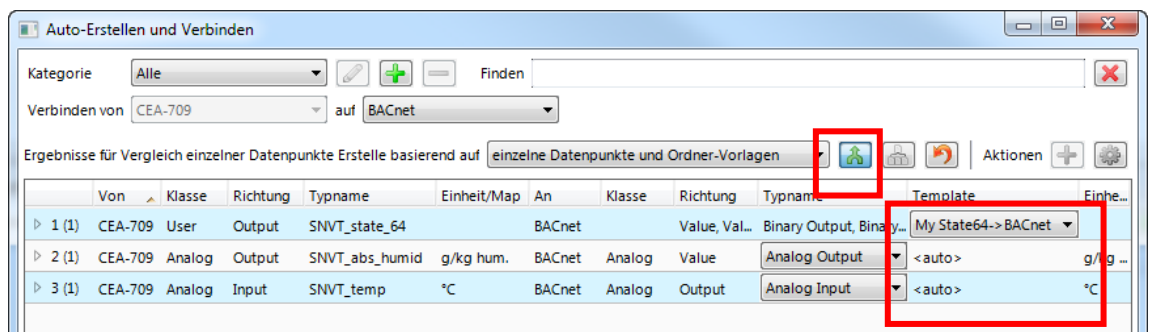 Auto-Erstellen und Verbinden
Kategorie Alle Finden
Verbinden von CEA-709 auf BACnet
Ergebnisse für Vergleich einzelner Datenpunkte Erstelle basierend auf einzelne Datenpunkte und Ordner-Vorlagen Aktionen
Von Klasse Richtung Typname Einheit/Map An Klasse Richtung Typname Template Einhe...
1 (1) CEA-709 User Output SNVT_state_64 BACnet Value, Val... Binary Output, Binary... My State64->BACnet
2 (1) CEA-709 Analog Output SNVT_abs_humid g/kg hum. BACnet Analog Value Analog Output <auto> g/kg ...
3 (1) CEA-709 Analog Input SNVT_temp °C BACnet Analog Output Analog Input <auto> °C